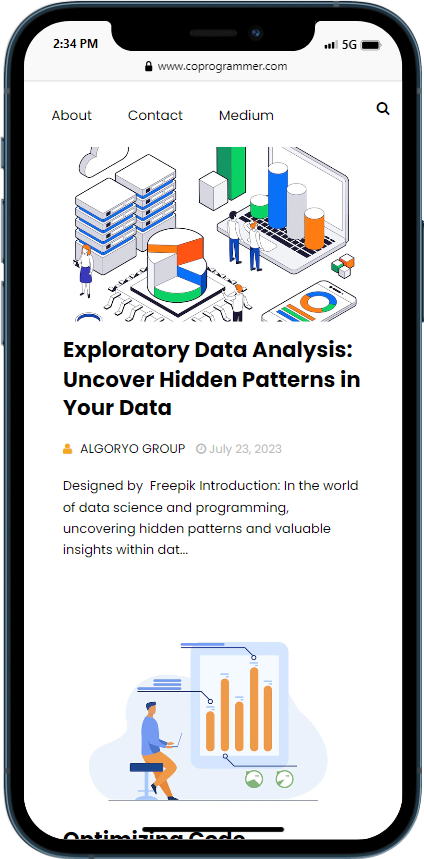 2:34 PM 5G
www.coprogrammer.com
About Contact Medium
Exploratory Data Analysis:
Uncover Hidden Patterns in
Your Data
ALGORYO GROUP July 23, 2023
Designed by Freepik Introduction: In the world
of data science and programming,
uncovering hidden patterns and valuable
insights within dat...
Optimizing Code